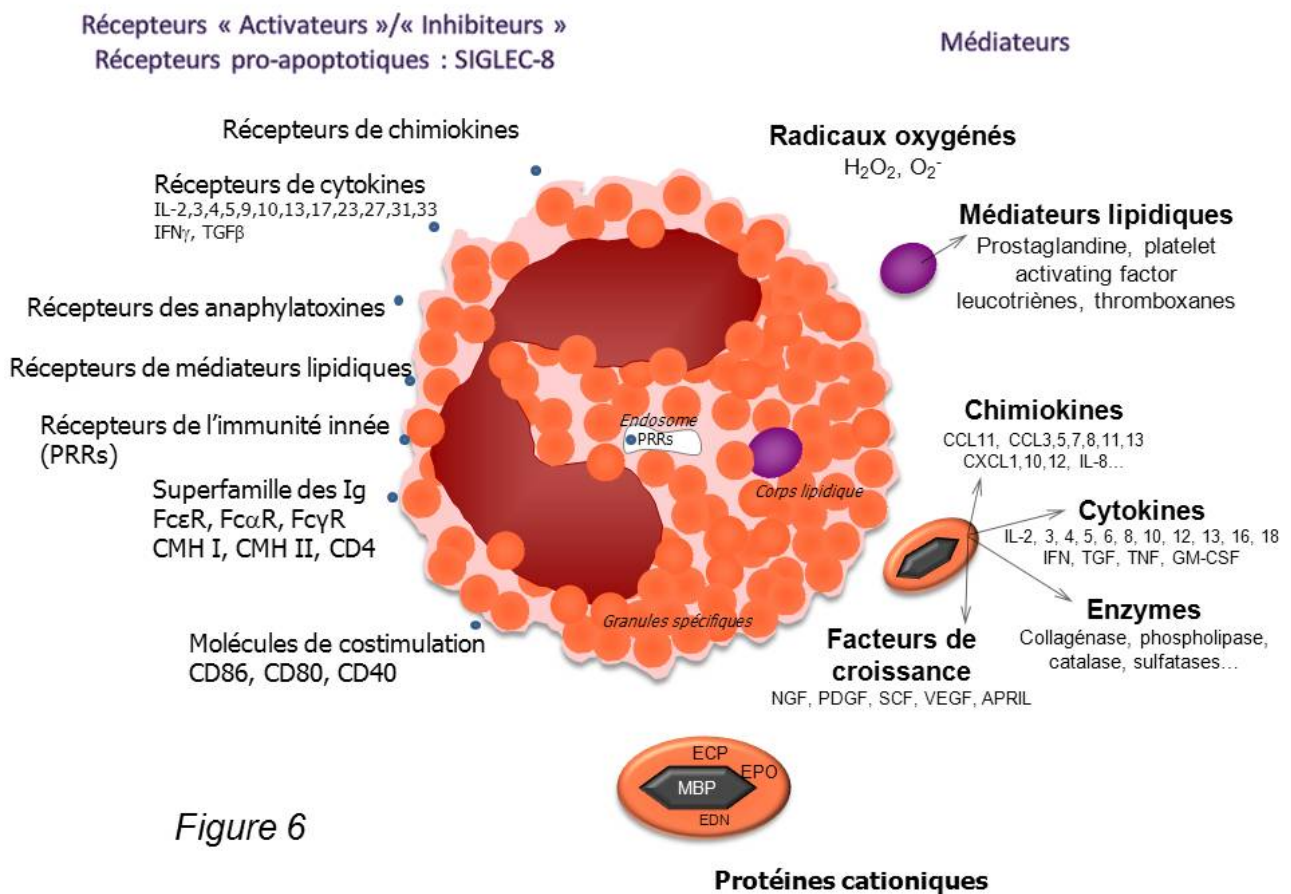 Récepteurs « Activateurs »/« Inhibiteurs »
Récepteurs pro-apoptotiques : SIGLEC-8
Médiateurs
Récepteurs de chimiokines
Récepteurs de cytokines
IL-2,3,4,5,9,10,13,17,23,27,31,33
IFNγ, TGFβ
Récepteurs des anaphylatoxines
Récepteurs de médiateurs lipidiques
Récepteurs de l'immunité innée
(PRRs)
Superfamille des Ig
FcεR, FcαR, FcγR
CMH I, CMH II, CD4
Molécules de costimulation
CD86, CD80, CD40
Endosome
PRRs
Corps lipidique
Granules spécifiques
Radicaux oxygénés
H₂O₂, O₂⁻
Médiateurs lipidiques
Prostaglandine, platelet
activating factor
leucotriènes, thromboxanes
Chimiokines
CCL11, CCL3,5,7,8,11,13
CXCL1,10,12, IL-8...
Cytokines
IL-2, 3, 4, 5, 6, 8, 10, 12, 13, 16, 18
IFN, TGF, TNF, GM-CSF
Enzymes
Collagénase, phospholipase,
catalase, sulfatases...
Facteurs de
croissance
NGF, PDGF, SCF, VEGF, APRIL
ECP
EPO
MBP
EDN
Figure 6
Protéines cationiques